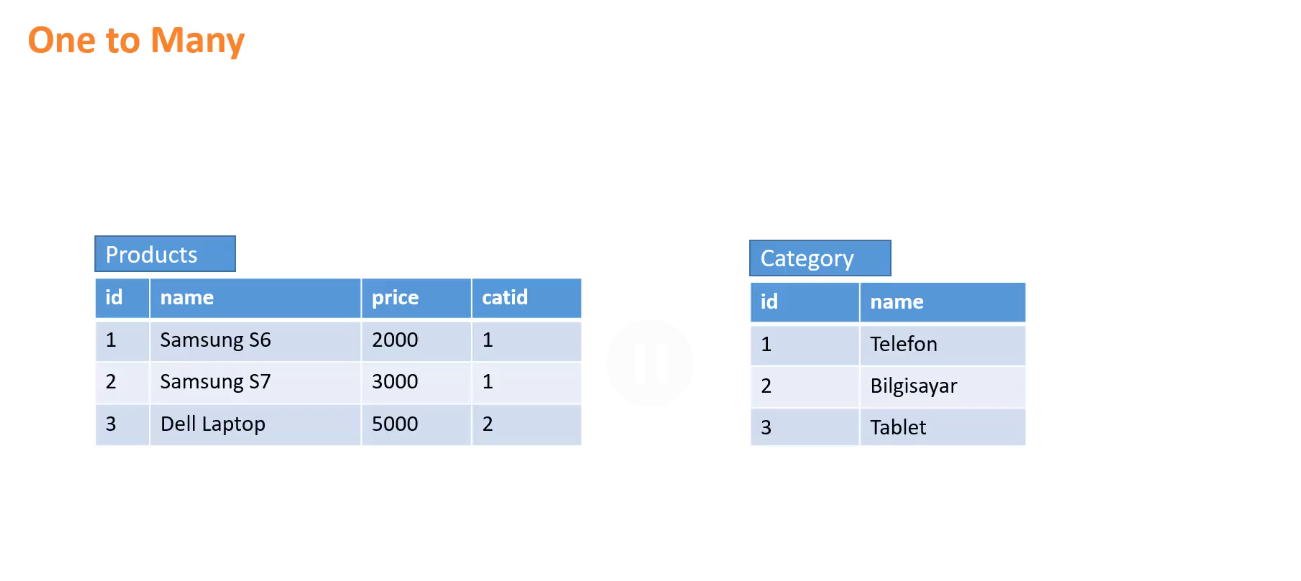 One to Many
Products
id name price catid
1 Samsung S6 2000 1
2 Samsung S7 3000 1
3 Dell Laptop 5000 2
Category
id name
1 Telefon
2 Bilgisayar
3 Tablet